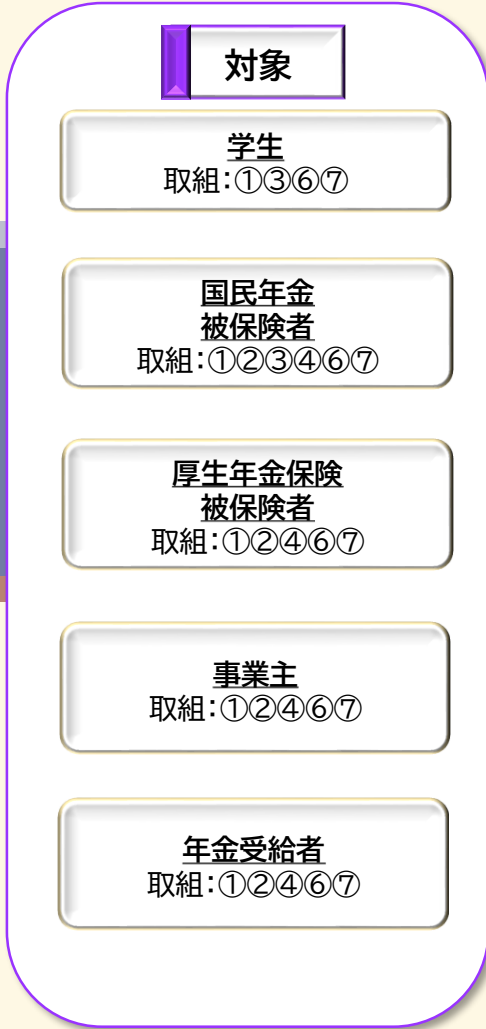 対象
学生
取組：①③⑥⑦
国民年金
被保険者
取組：①②③④⑥⑦
厚生年金保険
被保険者
取組：①②④⑥⑦
事業主
取組：①②④⑥⑦
年金受給者
取組：①②④⑥⑦